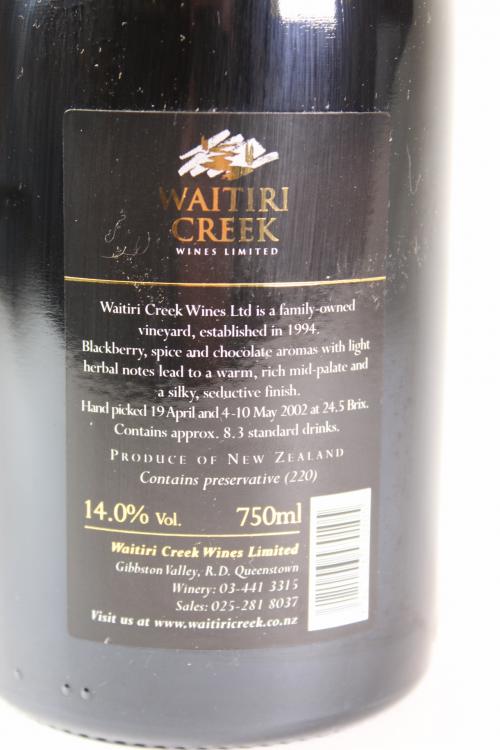 WAITIRI
CREEK
WINES LIMITED
Waitiri Creek Wines Ltd is a family-owned
vineyard, established in 1994.
Blackberry, spice and chocolate aromas with light
herbal notes lead to a warm, rich mid-palate and
a silky, seductive finish.
Hand picked 19 April and 4-10 May 2002 at 24.5 Brix.
Contains approx. 8.3 standard drinks.
PRODUCE OF NEW ZEALAND
Contains preservative (220)
14.0% Vol. 750ml
Waitiri Creek Wines Limited
Gibbston Valley, R.D. Queenstown
Winery: 03-441 3315
Sales: 025-281 8037
Visit us at www.waitiricreek.co.nz